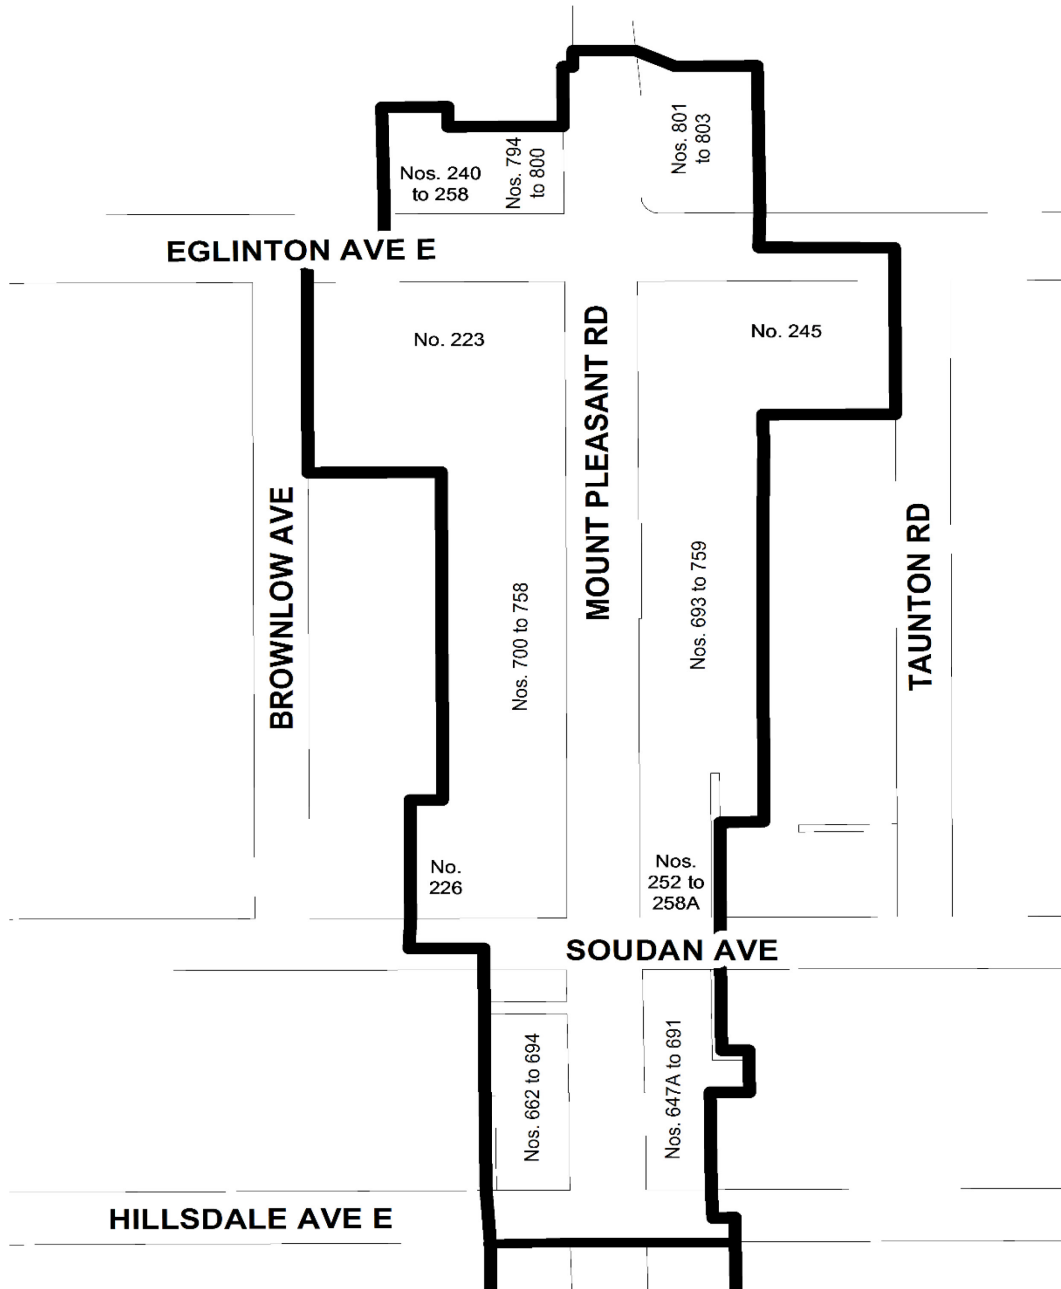 Nos. 801
to 803
Nos. 794
to 800
Nos. 240
to 258
EGLINTON AVE E
No. 223
No. 245
MOUNT PLEASANT RD
BROWNLOW AVE
TAUNTON RD
Nos. 700 to 758
Nos. 693 to 759
No.
226
Nos.
252 to
258A
SOUDAN AVE
Nos. 662 to 694
Nos. 647A to 691
HILLSDALE AVE E